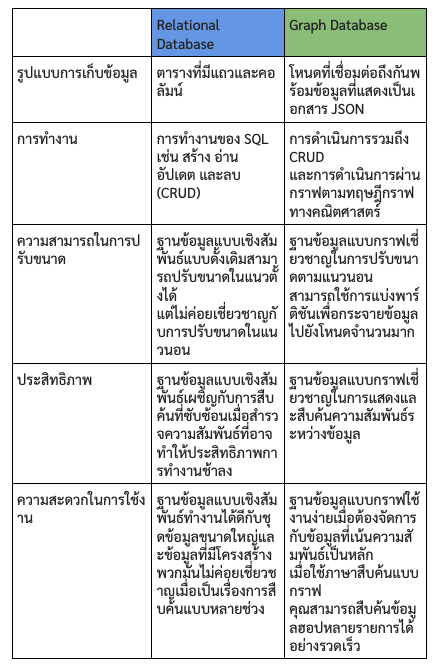 Relational
Database
Graph Database
รูปแบบการเก็บข้อมูล
ตารางที่มีแถวและคอ
ลัมน์
โหนดที่เชื่อมต่อถึงกันพ
ร้อมข้อมูลที่แสดงเป็นเ
อกสาร JSON
การทำงาน
การทำงานของ SQL
เช่น สร้าง อ่าน
อัปเดต และลบ
(CRUD)
การดำเนินการรวมถึง
CRUD
และการดำเนินการผ่าน
กราฟตามทฤษฎีกราฟ
ทางคณิตศาสตร์
ความสามารถในการป
รับขนาด
ฐานข้อมูลแบบเชิงสัม
พันธ์แบบดั้งเดิมสามา
รถปรับขนาดในแนวตั้
งได้
แต่ไม่ค่อยเชี่ยวชาญกั
บการปรับขนาดในแน
วนอน
ฐานข้อมูลแบบกราฟเชี่
ยวชาญในการปรับขนา
ดตามแนวนอน
สามารถใช้การแบ่งพาร์
ติชันเพื่อกระจายข้อมูล
ไปยังโหนดจำนวนมาก
ประสิทธิภาพ
ฐานข้อมูลแบบเชิงสัม
พันธ์เผชิญกับการสืบ
ค้นที่ซับซ้อนเมื่อสำรว
จความสัมพันธ์ที่อาจ
ทำให้ประสิทธิภาพกา
รทำงานช้าลง
ฐานข้อมูลแบบกราฟเชี่
ยวชาญในการแสดงแล
ะสืบค้นความสัมพันธ์ร
ะหว่างข้อมูล
ความสะดวกในการใช้ง
าน
ฐานข้อมูลแบบเชิงสัม
พันธ์ทำงานได้ดีกับชุ
ดข้อมูลขนาดใหญ่แล
ะข้อมูลที่มีโครงสร้าง
พวกมันไม่ค่อยเชี่ยวช
าญเมื่อเป็นเรื่องการสื
บค้นแบบหลายช่วง
ฐานข้อมูลแบบกราฟใช้
งานง่ายเมื่อต้องจัดการ
กับข้อมูลที่เน้นความสั
มพันธ์เป็นหลัก
เมื่อใช้ภาษาสืบค้นแบบ
กราฟ
คุณสามารถสืบค้นข้อมู
ลฮอปหลายรายการได้
อย่างรวดเร็ว